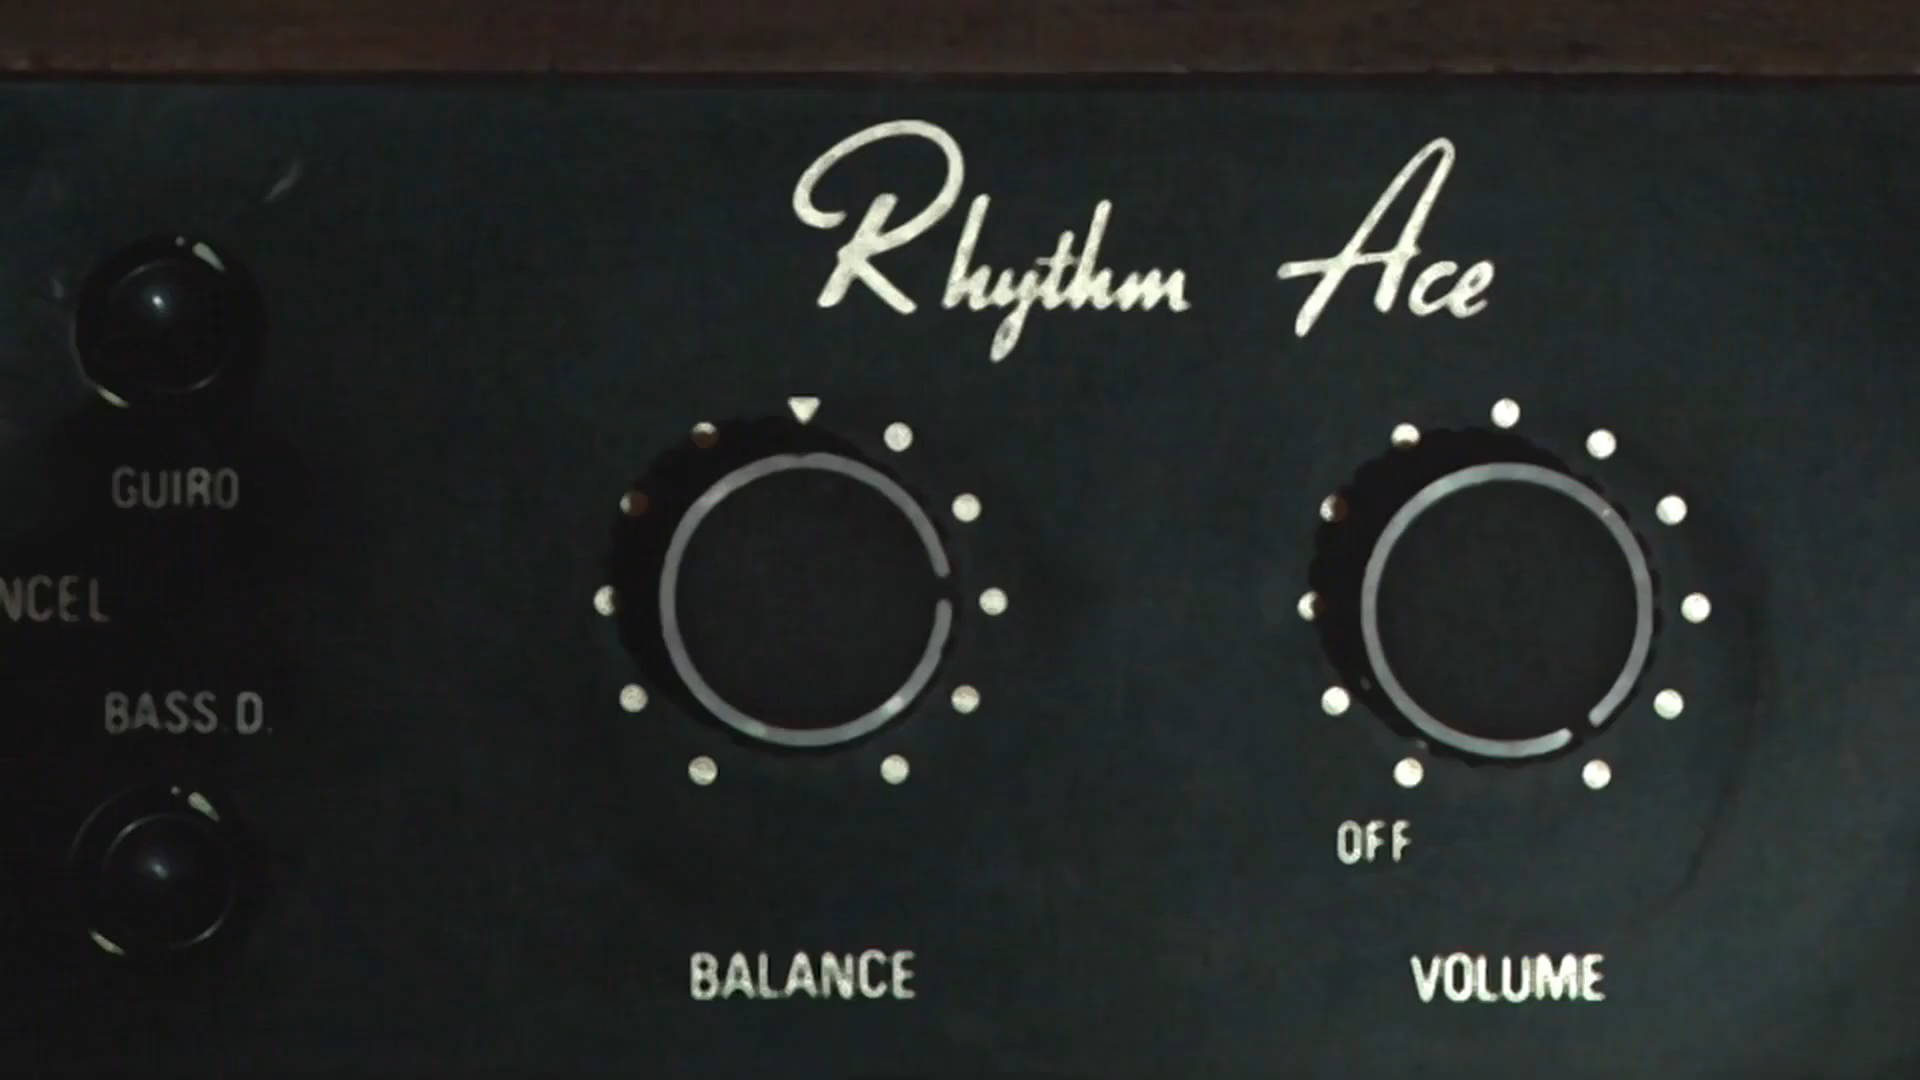 Rhythm Ace
GUIRO
NCEL
BASS.D.
OFF
BALANCE
VOLUME